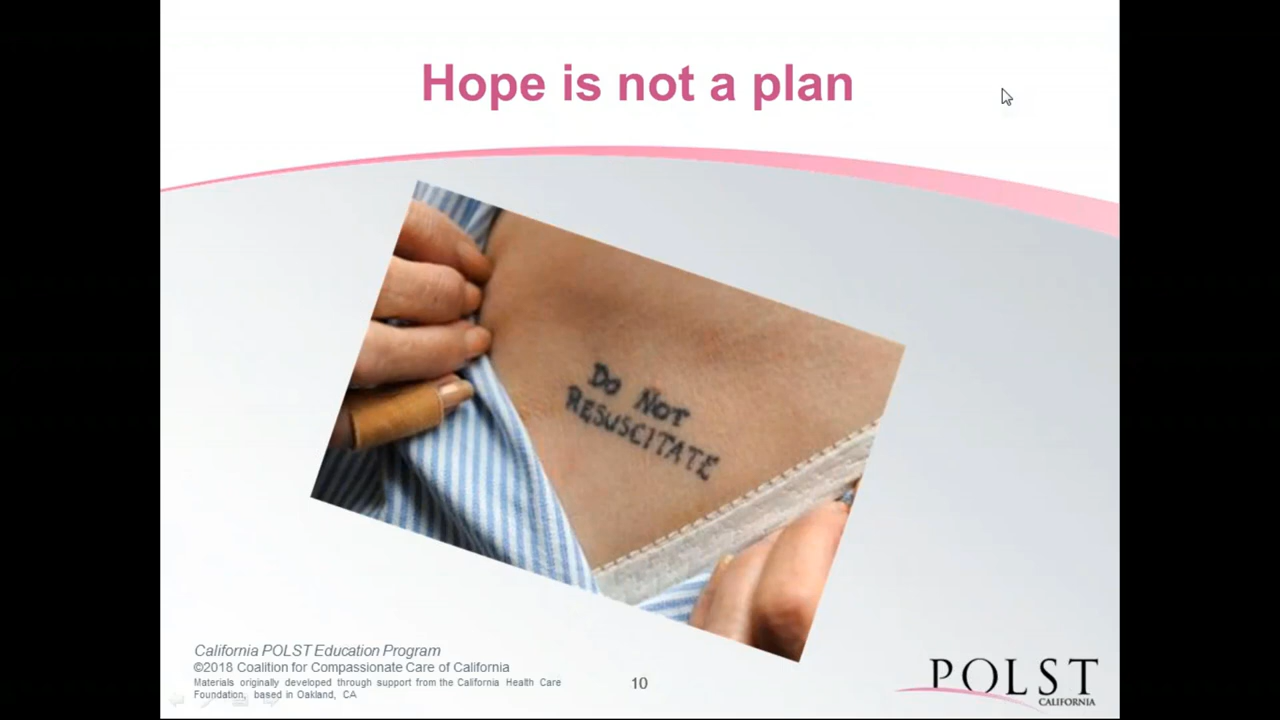 Hope is not a plan
Do Not
RESUSCITATE
California POLST Education Program
©2018 Coalition for Compassionate Care of California
Materials originally developed through support from the California Health Care
Foundation, based in Oakland, CA
10
POLST
CALIFORNIA